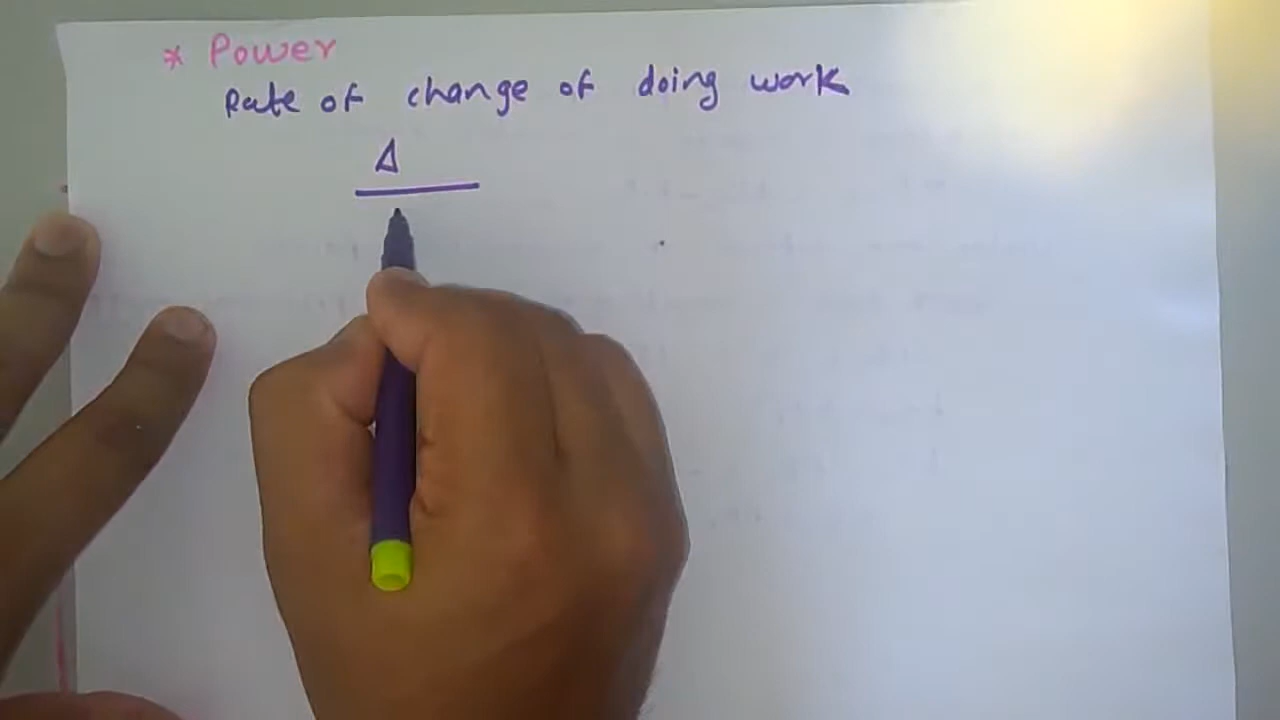 * Power
Rate of change of doing work
Δ